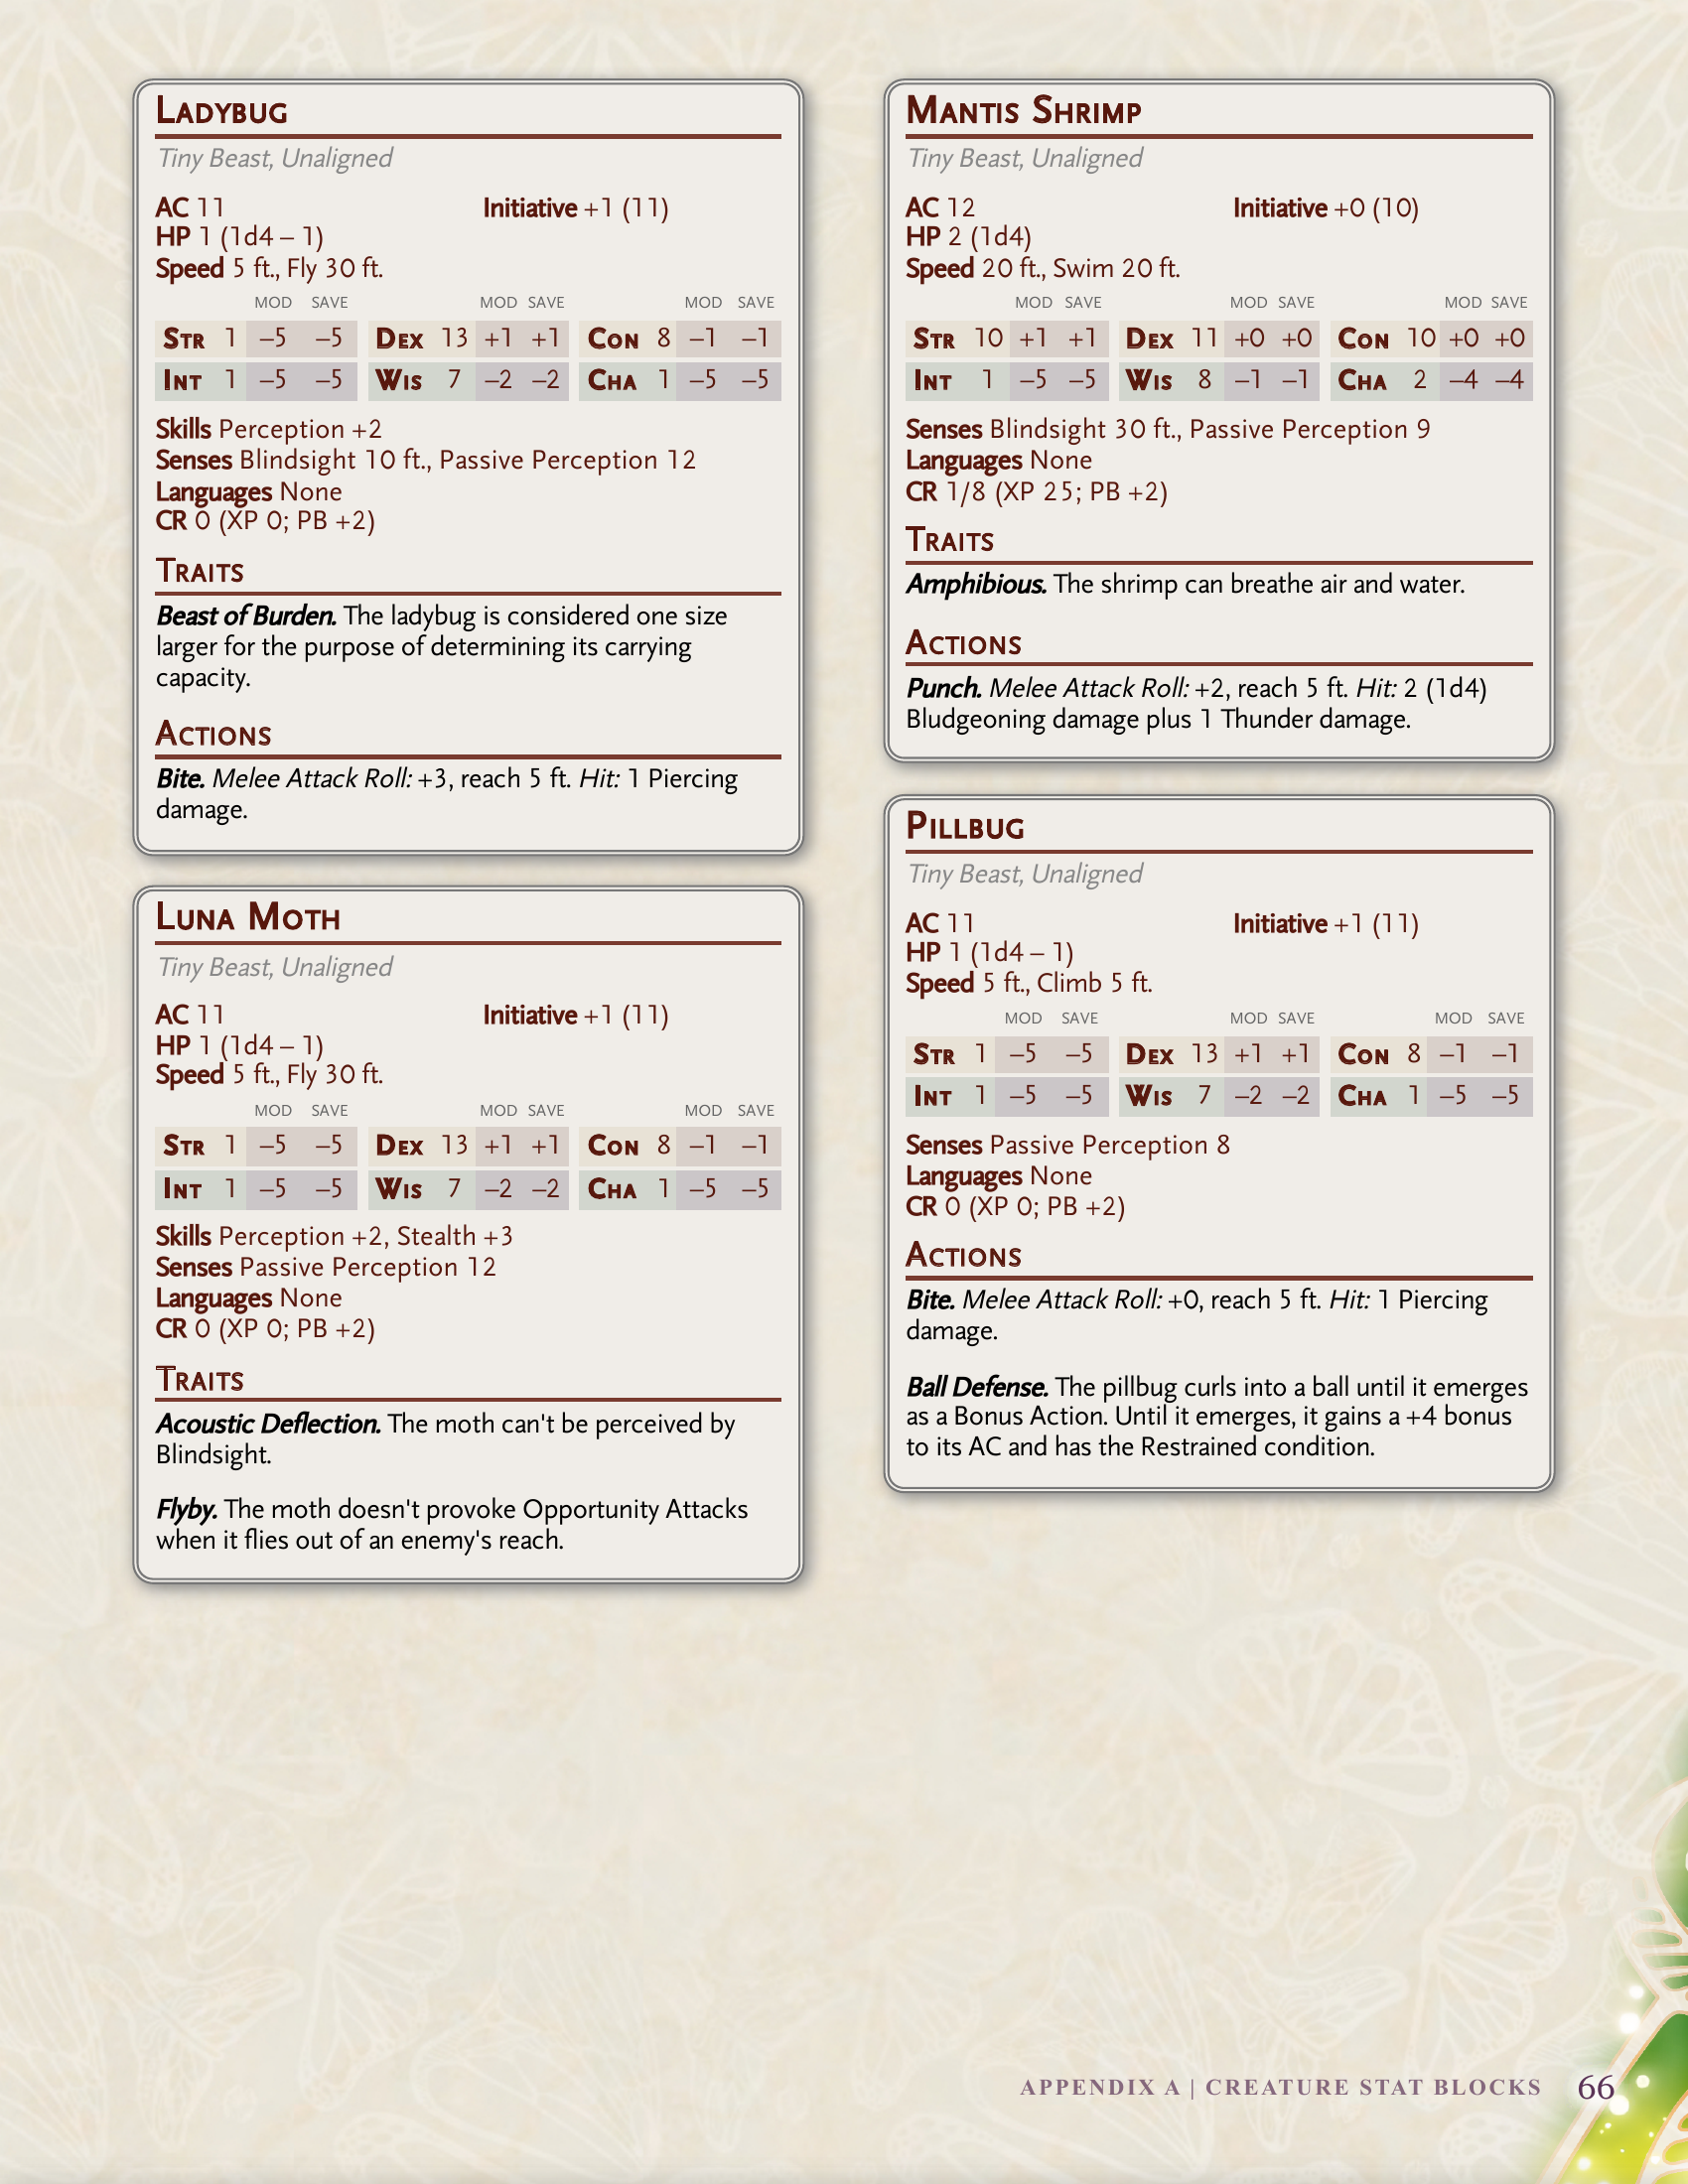 Ladybug
Tiny Beast, Unaligned
AC 11 Initiative +1 (11)
HP 1 (1d4 – 1)
Speed 5 ft., Fly 30 ft.
MOD SAVE MOD SAVE MOD SAVE
Str 1 –5 –5 Dex 13 +1 +1 Con 8 –1 –1
Int 1 –5 –5 Wis 7 –2 –2 Cha 1 –5 –5
Skills Perception +2
Senses Blindsight 10 ft., Passive Perception 12
Languages None
CR 0 (XP 0; PB +2)
Traits
Beast of Burden. The ladybug is considered one size
larger for the purpose of determining its carrying
capacity.
Actions
Bite. Melee Attack Roll: +3, reach 5 ft. Hit: 1 Piercing
damage.
Luna Moth
Tiny Beast, Unaligned
AC 11 Initiative +1 (11)
HP 1 (1d4 – 1)
Speed 5 ft., Fly 30 ft.
MOD SAVE MOD SAVE MOD SAVE
Str 1 –5 –5 Dex 13 +1 +1 Con 8 –1 –1
Int 1 –5 –5 Wis 7 –2 –2 Cha 1 –5 –5
Skills Perception +2, Stealth +3
Senses Passive Perception 12
Languages None
CR 0 (XP 0; PB +2)
Traits
Acoustic Deflection. The moth can't be perceived by
Blindsight.
Flyby. The moth doesn't provoke Opportunity Attacks
when it flies out of an enemy's reach.
Mantis Shrimp
Tiny Beast, Unaligned
AC 12 Initiative +0 (10)
HP 2 (1d4)
Speed 20 ft., Swim 20 ft.
MOD SAVE MOD SAVE MOD SAVE
Str 10 +1 +1 Dex 11 +0 +0 Con 10 +0 +0
Int 1 –5 –5 Wis 8 –1 –1 Cha 2 –4 –4
Senses Blindsight 30 ft., Passive Perception 9
Languages None
CR 1/8 (XP 25; PB +2)
Traits
Amphibious. The shrimp can breathe air and water.
Actions
Punch. Melee Attack Roll: +2, reach 5 ft. Hit: 2 (1d4)
Bludgeoning damage plus 1 Thunder damage.
Pillbug
Tiny Beast, Unaligned
AC 11 Initiative +1 (11)
HP 1 (1d4 – 1)
Speed 5 ft., Climb 5 ft.
MOD SAVE MOD SAVE MOD SAVE
Str 1 –5 –5 Dex 13 +1 +1 Con 8 –1 –1
Int 1 –5 –5 Wis 7 –2 –2 Cha 1 –5 –5
Senses Passive Perception 8
Languages None
CR 0 (XP 0; PB +2)
Actions
Bite. Melee Attack Roll: +0, reach 5 ft. Hit: 1 Piercing
damage.
Ball Defense. The pillbug curls into a ball until it emerges
as a Bonus Action. Until it emerges, it gains a +4 bonus
to its AC and has the Restrained condition.
APPENDIX A | CREATURE STAT BLOCKS 66